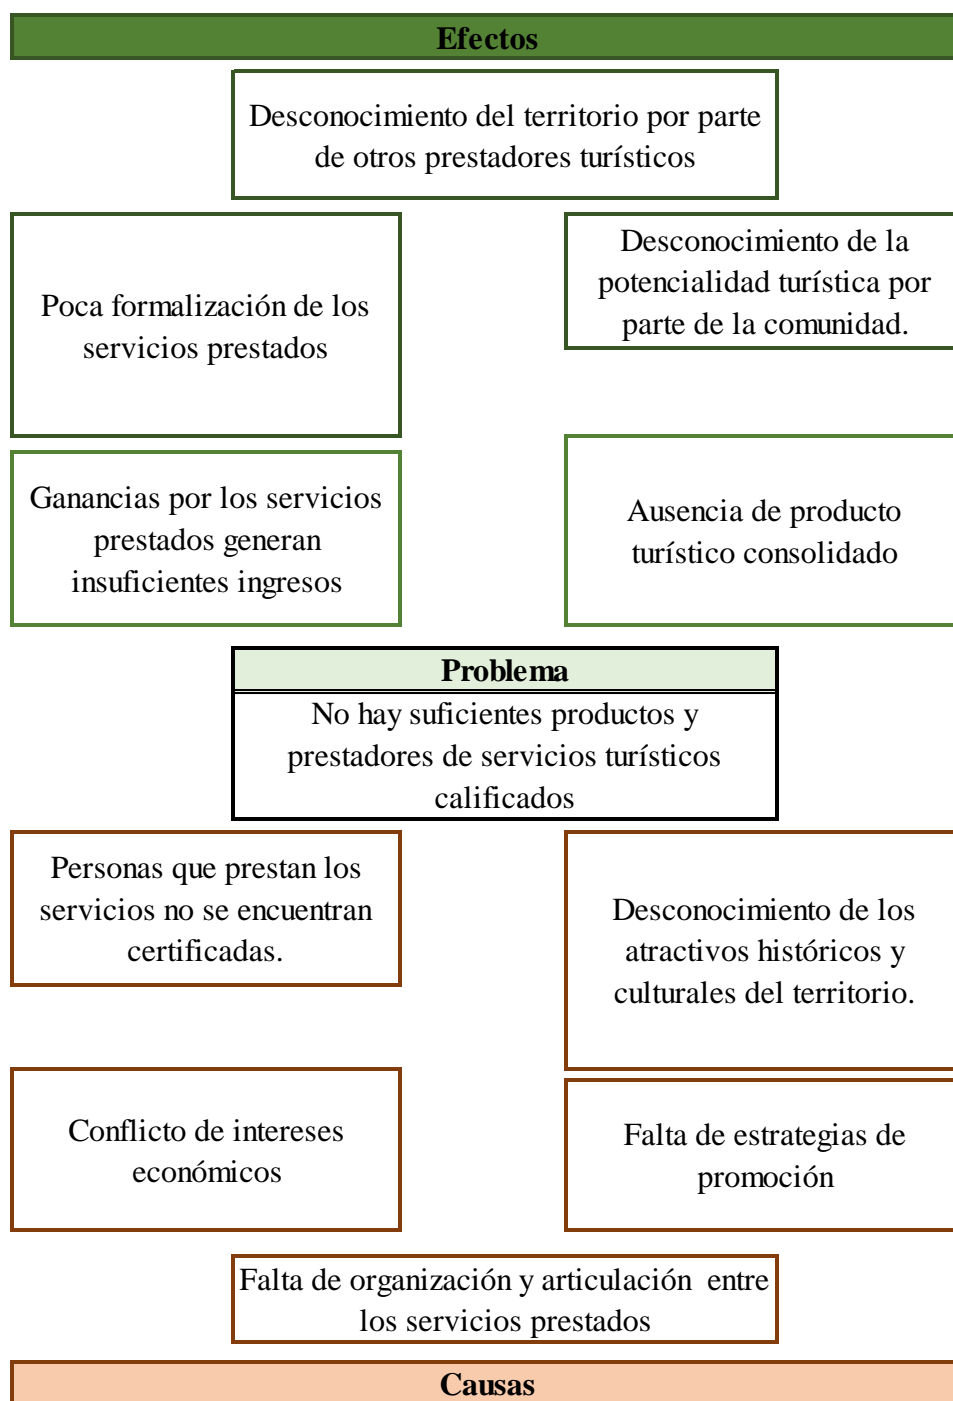 Efectos
Desconocimiento del territorio por parte
de otros prestadores turísticos
Poca formalización de los
servicios prestados
Desconocimiento de la
potencialidad turística por
parte de la comunidad.
Ganancias por los servicios
prestados generan
insuficientes ingresos
Ausencia de producto
turístico consolidado
Problema
No hay suficientes productos y
prestadores de servicios turísticos
calificados
Personas que prestan los
servicios no se encuentran
certificadas.
Desconocimiento de los
atractivos históricos y
culturales del territorio.
Conflicto de intereses
económicos
Falta de estrategias de
promoción
Falta de organización y articulación entre
los servicios prestados
Causas